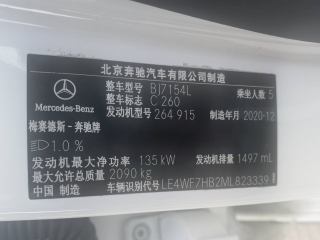 北京奔驰汽车有限公司制造
整车型号 BJ7154L 乘坐人数 5
整车标志 C 260
Mercedes-Benz 发动机型号 264 915 制造年月 2020-12
梅赛德斯－奔驰牌
1.0 %
发动机最大净功率 135 kW 发动机排量 1497 mL
最大允许总质量 2090 kg
中国 制造 车辆识别代号 LE4WF7HB2ML823339